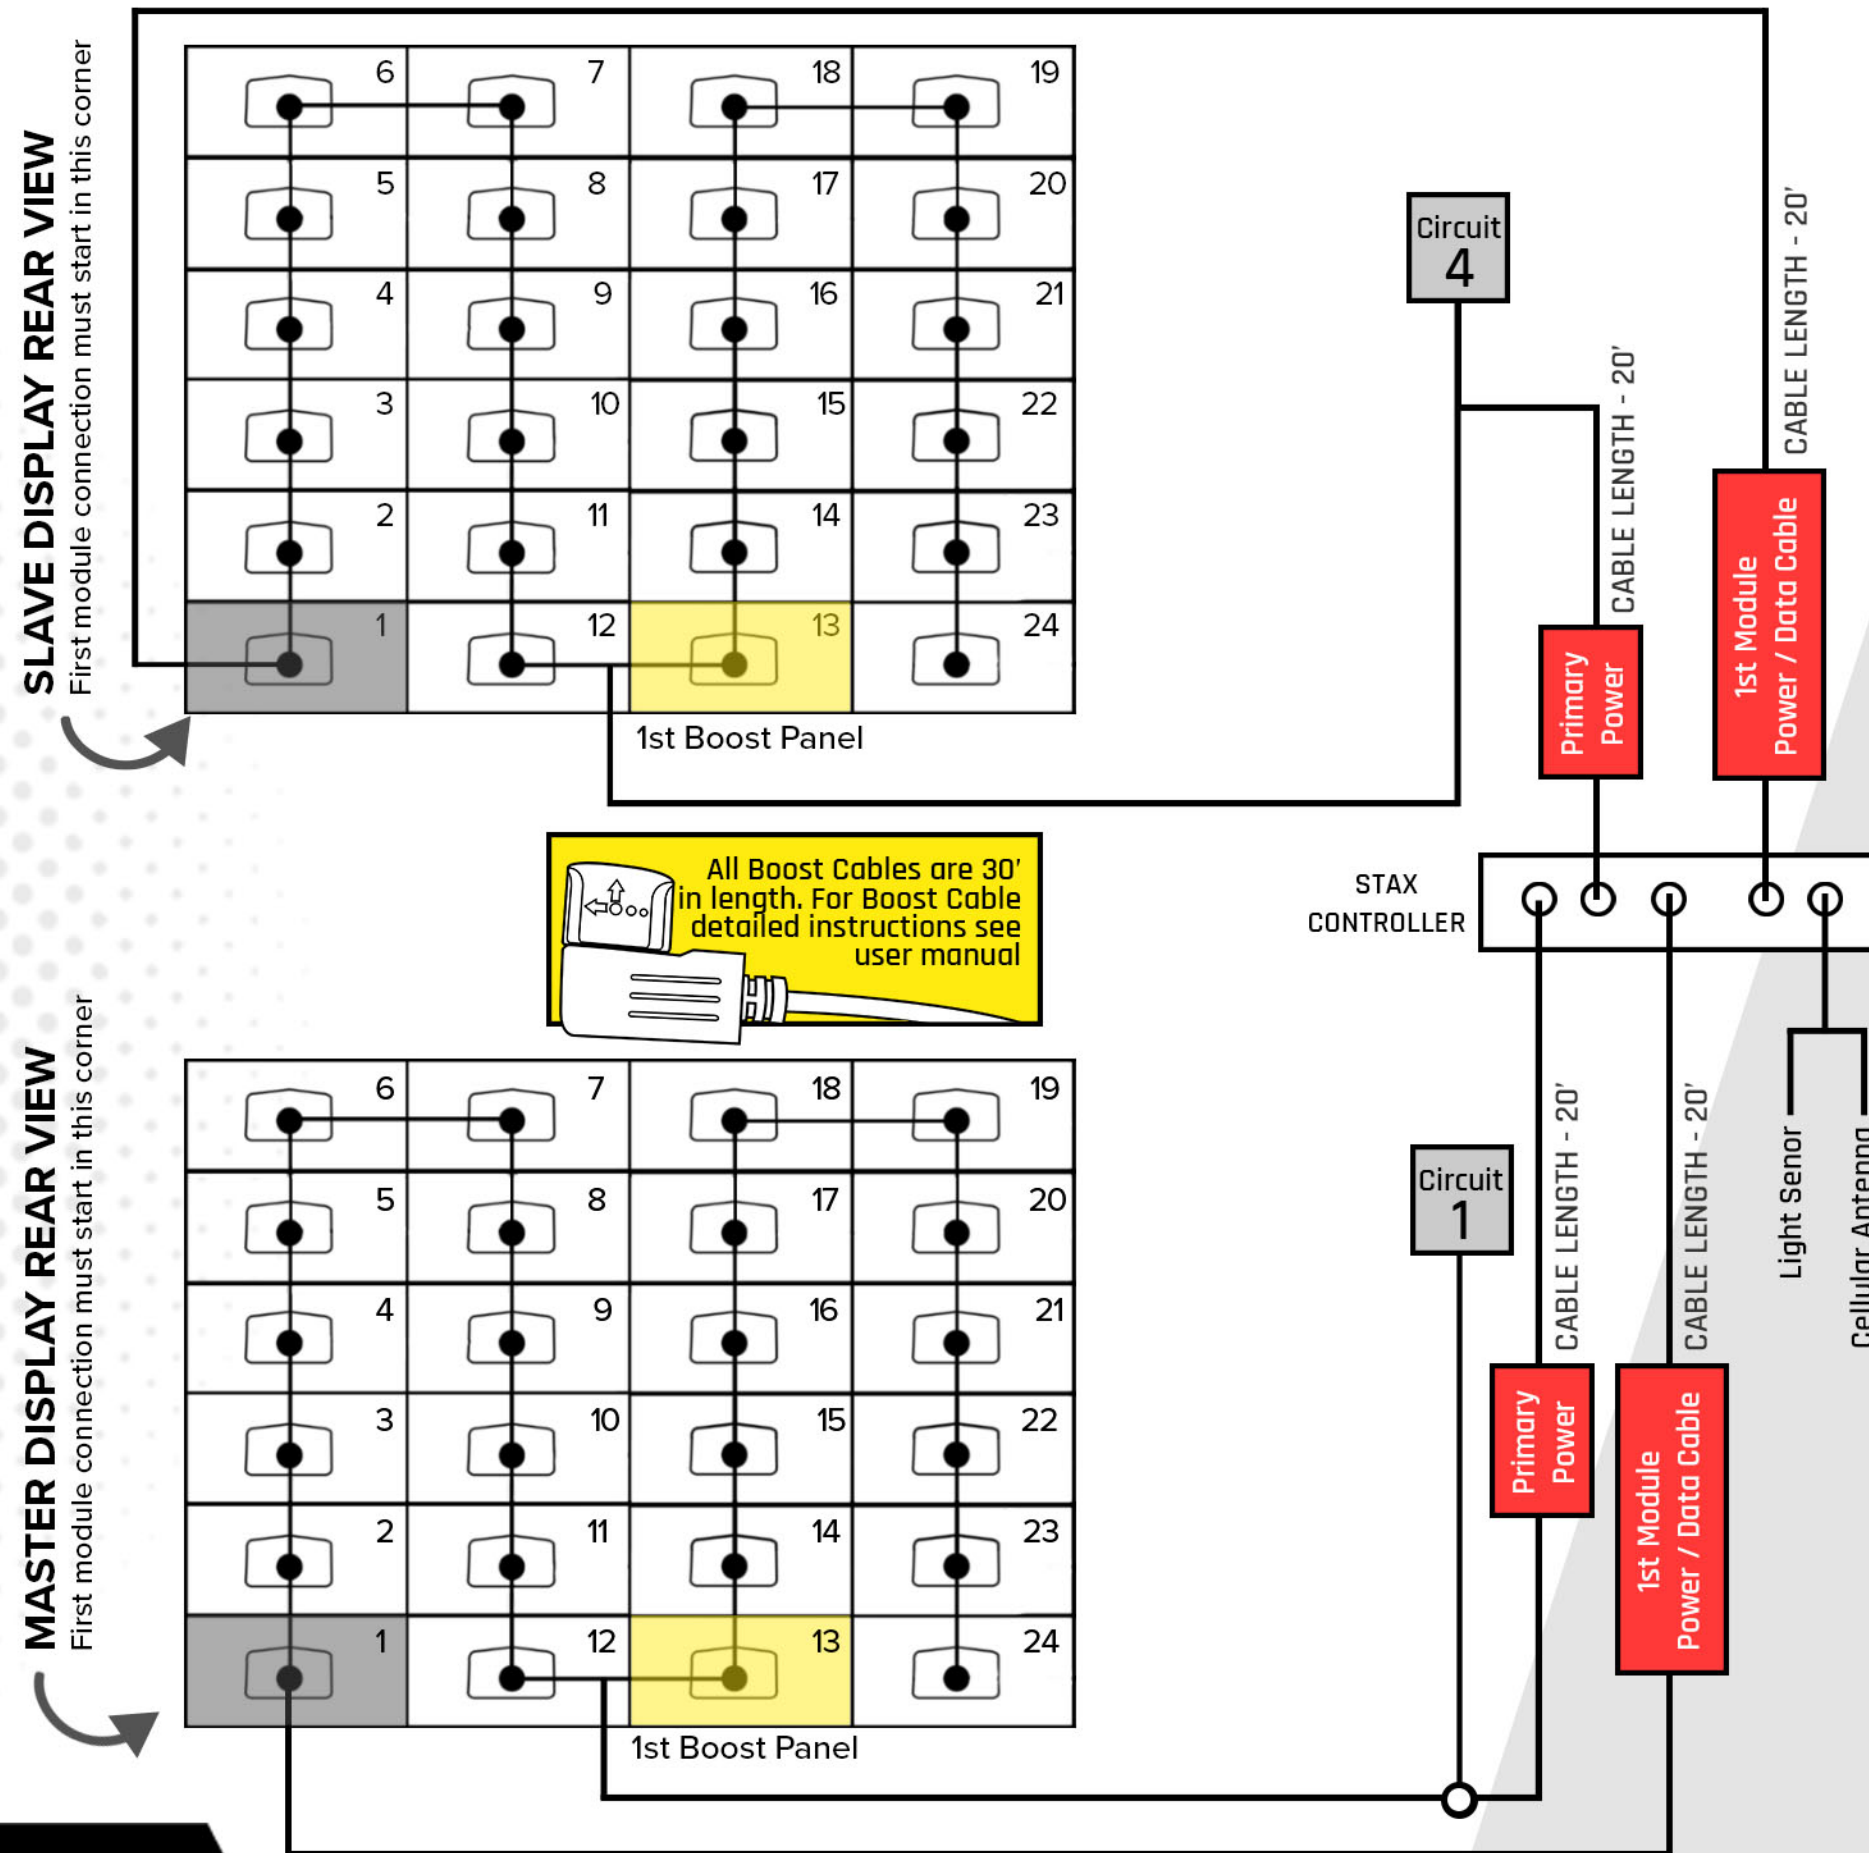 SLAVE DISPLAY REAR VIEW
First module connection must start in this corner
6 7 18 19
5 8 17 20
4 9 16 21
3 10 15 22
2 11 14 23
1 12 13 24
1st Boost Panel
Circuit
4
CABLE LENGTH - 20'
Primary
Power
CABLE LENGTH - 20'
1st Module
Power / Data Cable
All Boost Cables are 30'
in length. For Boost Cable
detailed instructions see
user manual
STAX
CONTROLLER
MASTER DISPLAY REAR VIEW
First module connection must start in this corner
6 7 18 19
5 8 17 20
4 9 16 21
3 10 15 22
2 11 14 23
1 12 13 24
1st Boost Panel
Circuit
1
CABLE LENGTH - 20'
Primary
Power
CABLE LENGTH - 20'
1st Module
Power / Data Cable
Light Senor
Cellular Antenna